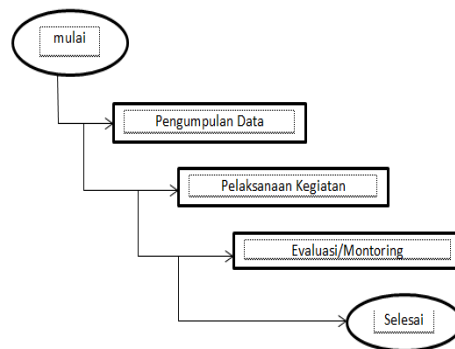 mulai
Pengumpulan Data
Pelaksanaan Kegiatan
Evaluasi/Montoring
Selesai